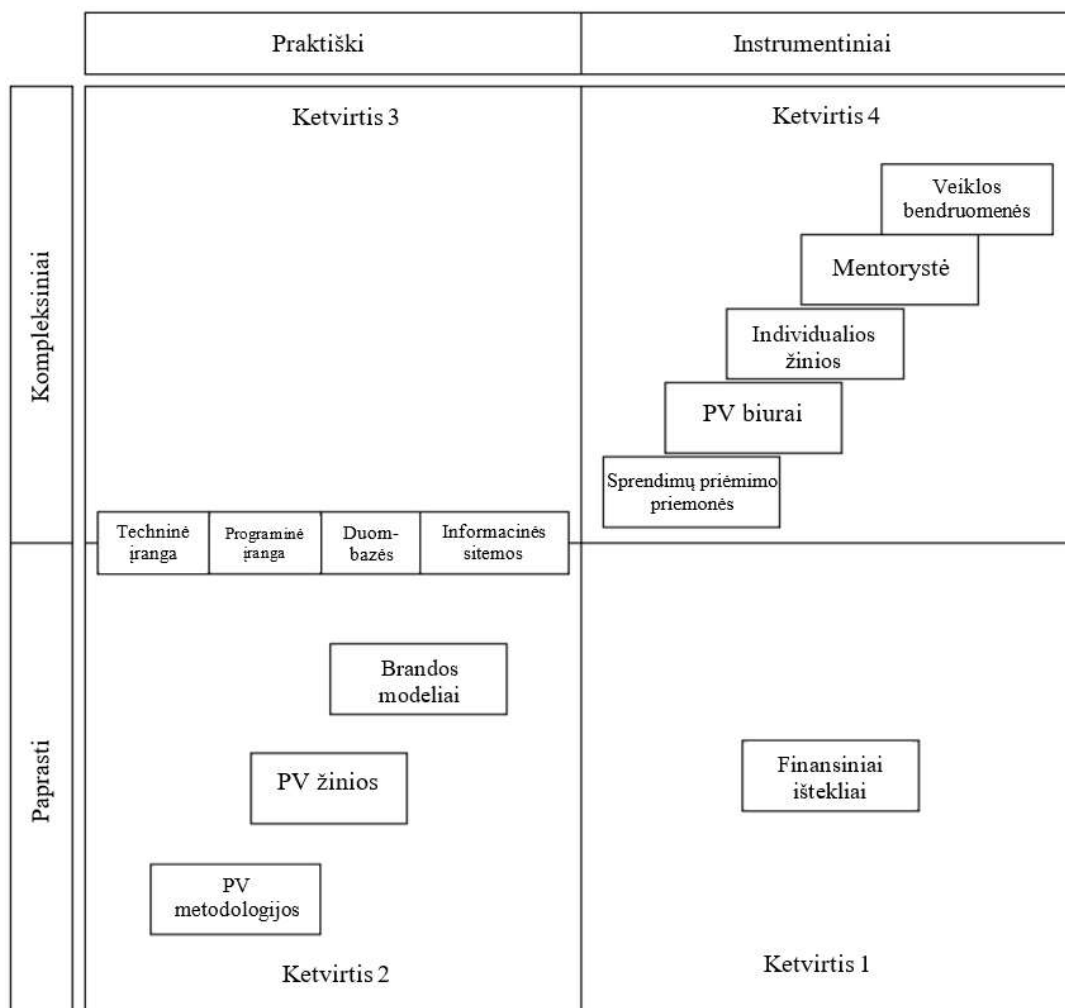 Praktiški
Instrumentiniai
Kompleksiniai
Ketvirtis 3
Ketvirtis 4
Veiklos
bendruomenės
Mentorystė
Individualios
žinios
PV biurai
Sprendimų priėmimo
priemonės
Techninė
įranga
Programinė
įranga
Duom-
bazės
Informacinės
sitemos
Paprasti
Brandos
modeliai
PV žinios
PV
metodologijos
Ketvirtis 2
Finansiniai
ištekliai
Ketvirtis 1